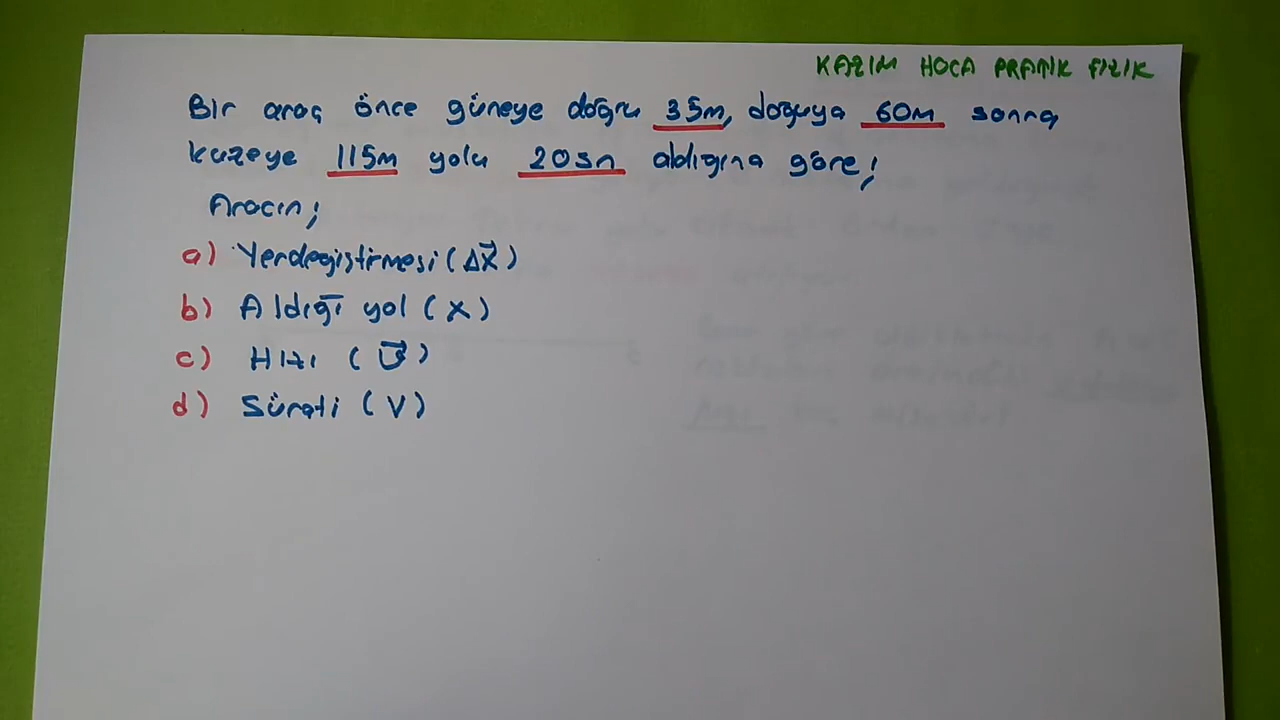 KAZIM HOCA PRATİK FİZİK
Bir araç önce güneye doğru 35m, doğuya 60m sonra
kuzeye 115m yolu 20sn aldığına göre;
Aracın;
a) Yerdeğiştirmesi (Δx⃗)
b) Aldığı yol (x)
c) Hızı (υ⃗)
d) Sürati (v)